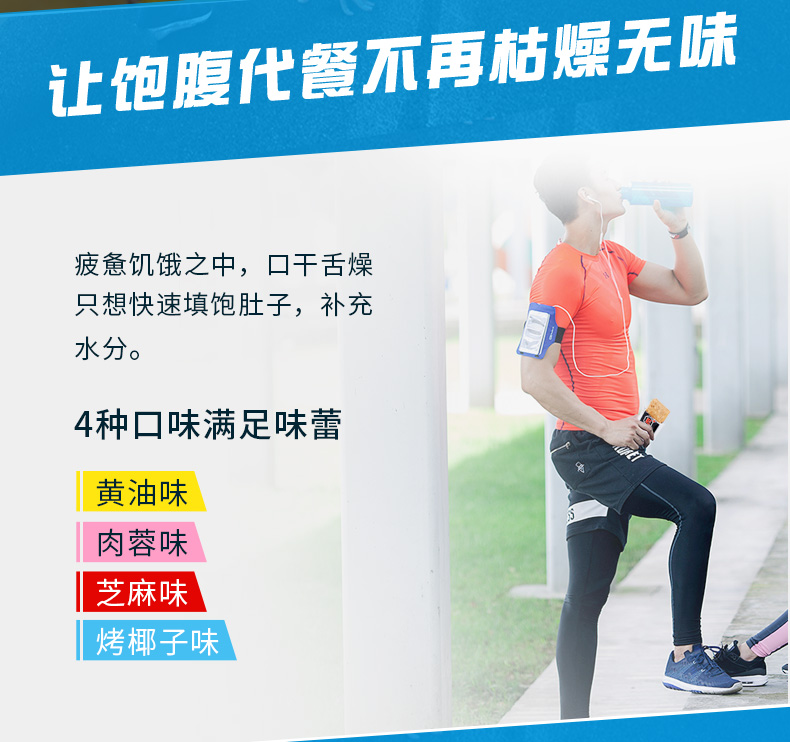 让饱腹代餐不再枯燥无味
疲惫饥饿之中，口干舌燥
只想快速填饱肚子，补充
水分。
4种口味满足味蕾
黄油味
肉蓉味
芝麻味
烤椰子味